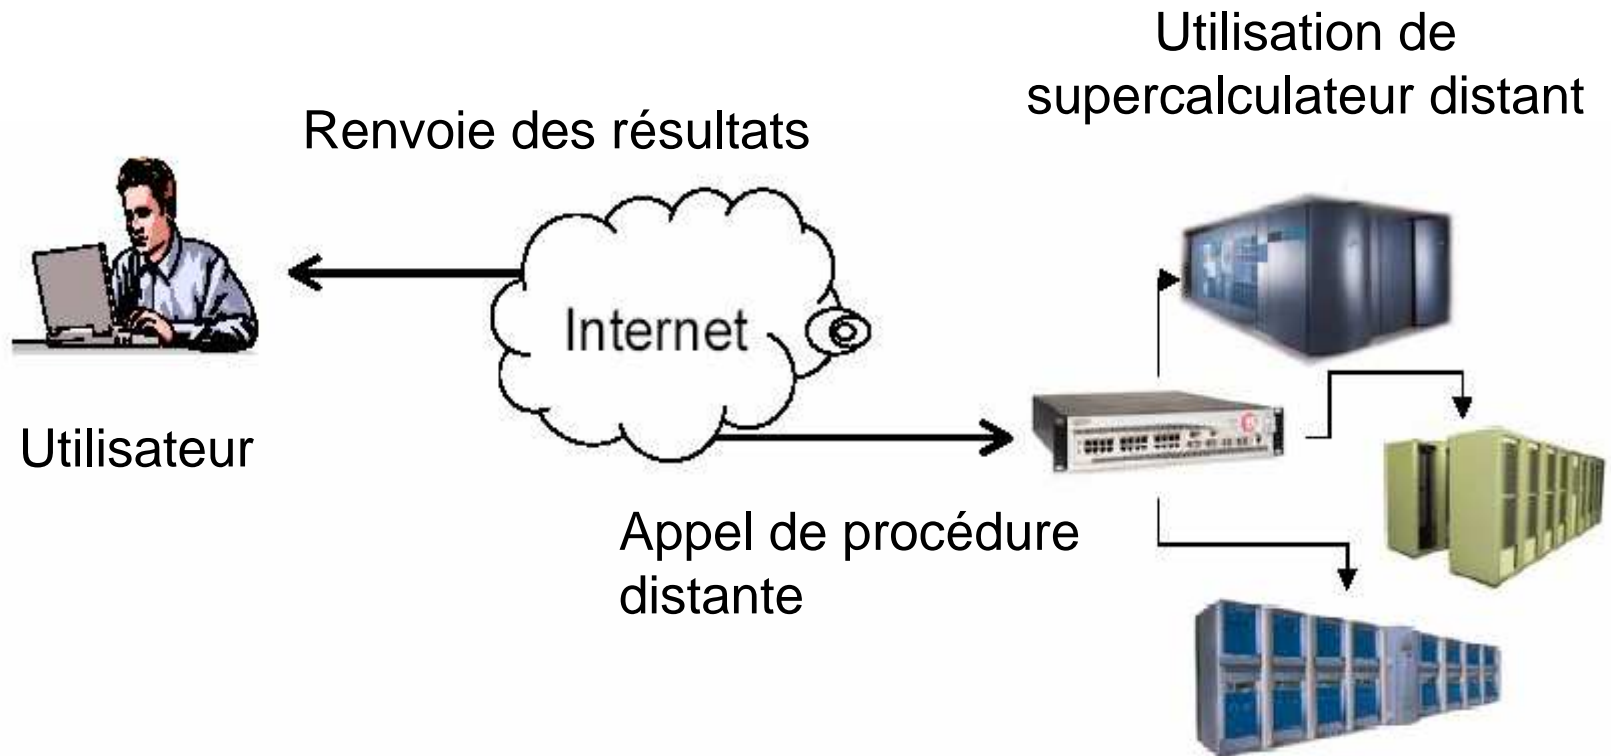 Utilisation de
supercalculateur distant
Renvoie des résultats
Internet
Utilisateur
Appel de procédure
distante